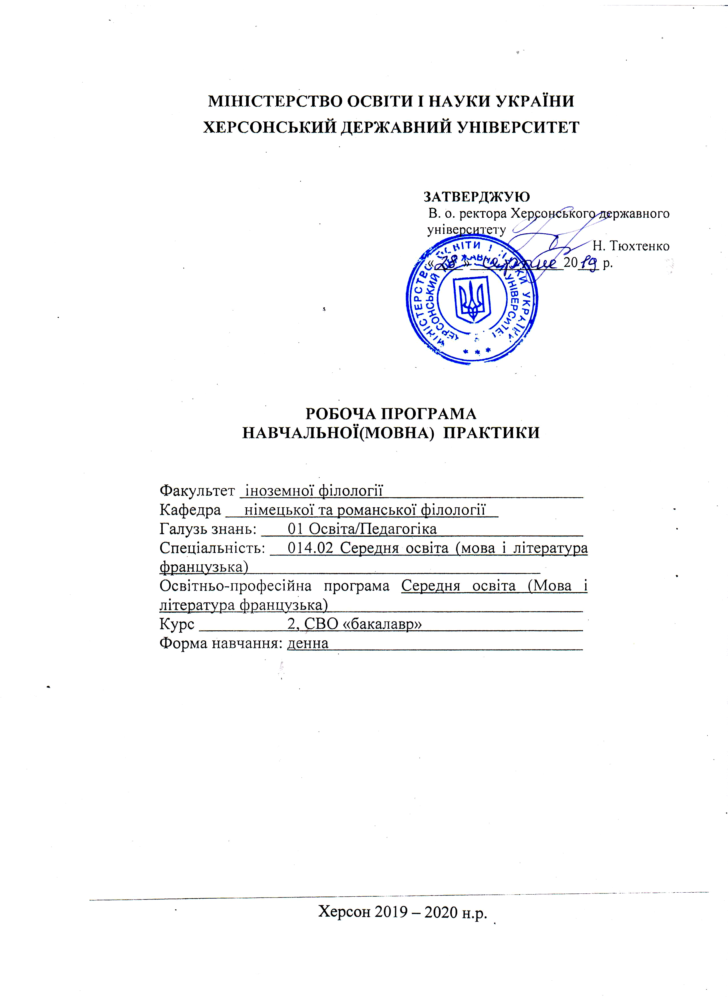 МІНІСТЕРСТВО ОСВІТИ І НАУКИ УКРАЇНИ
ХЕРСОНСЬКИЙ ДЕРЖАВНИЙ УНІВЕРСИТЕТ
ЗАТВЕРДЖУЮ
В. о. ректора Херсонського державного
університету
Н. Тюхтенко
«28» серпня 2019 р.
МІНІСТЕРСТВО ОСВІТИ І НАУКИ УКРАЇНИ
ХЕРСОНСЬКИЙ ДЕРЖАВНИЙ УНІВЕРСИТЕТ
* * *
РОБОЧА ПРОГРАМА
НАВЧАЛЬНОЇ(МОВНА) ПРАКТИКИ
Факультет іноземної філології
Кафедра німецької та романської філології
Галузь знань: 01 Освіта/Педагогіка
Спеціальність: 014.02 Середня освіта (мова і література
французька)
Освітньо-професійна програма Середня освіта (Мова і
література французька)
Курс 2, СВО «бакалавр»
Форма навчання: денна
Херсон 2019 – 2020 н.р.